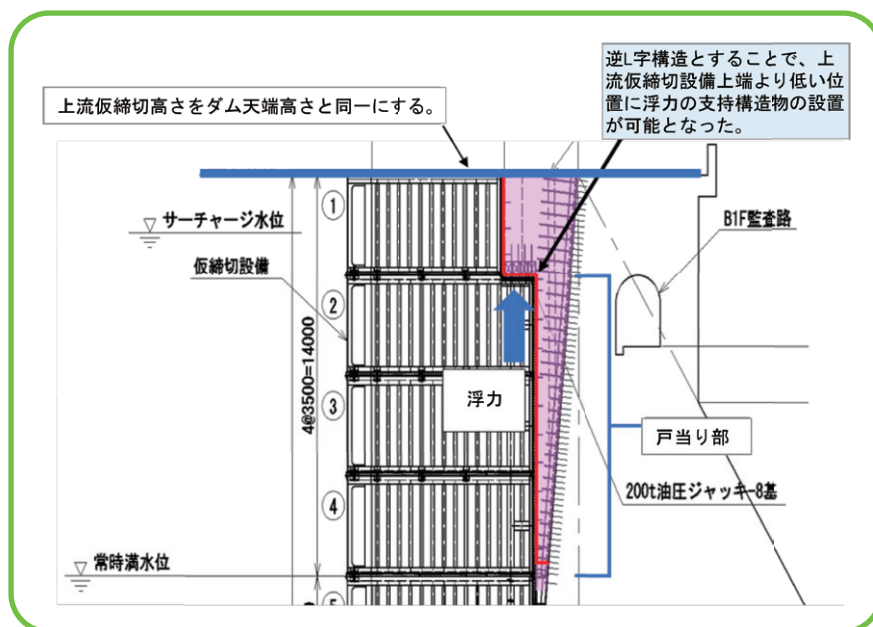 逆L字構造とすることで、上
流仮締切設備上端より低い位
置に浮力の支持構造物の設置
が可能となった。
上流仮締切高さをダム天端高さと同一にする。
①
サーチャージ水位
B1F監査路
仮締切設備
②
4@3500=14000
浮力
③
戸当り部
200t油圧ジャッキ-8基
④
常時満水位